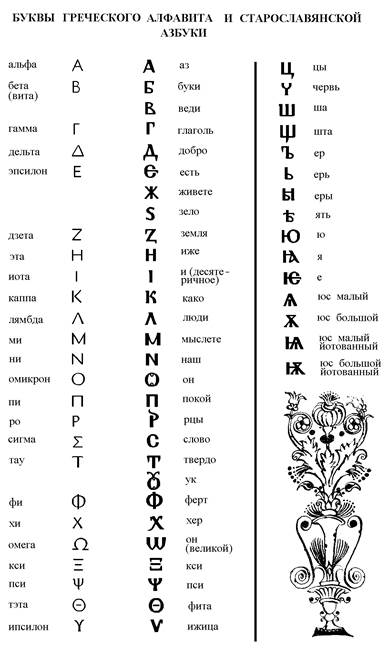 БУКВЫ ГРЕЧЕСКОГО АЛФАВИТА И СТАРОСЛАВЯНСКОЙ
АЗБУКИ
альфа Α А аз
бета Β Б буки
(вита)
В веди
гамма Γ Г глаголь
дельта Δ Д добро
эпсилон Ε Є есть
Ж живете
Ѕ зело
дзета Ζ Z земля
эта Η Н иже
иота Ι І и (десяте-
ричное)
каппа Κ К како
лямбда Λ Л люди
ми Μ М мыслете
ни Ν N наш
омикрон Ο О он
пи Π П покой
ро Ρ Р рцы
сигма Σ С слово
тау Τ Т твердо
Ꙋ ук
фи Φ Ф ферт
хи Χ Х хер
омега Ω Ѡ он
(великой)
кси Ξ Ξ кси
пси Ψ Ѱ пси
тэта Θ Ѳ фита
ипсилон Υ Ѵ ижица
Ц цы
Ч червь
Ш ша
Щ шта
Ъ ер
Ь ерь
Ы еры
Ѣ ять
Ю ю
Ꙗ я
Ѥ е
Ѧ юс малый
Ѫ юс большой
Ѩ юс малый
йотованный
Ѭ юс большой
йотованный